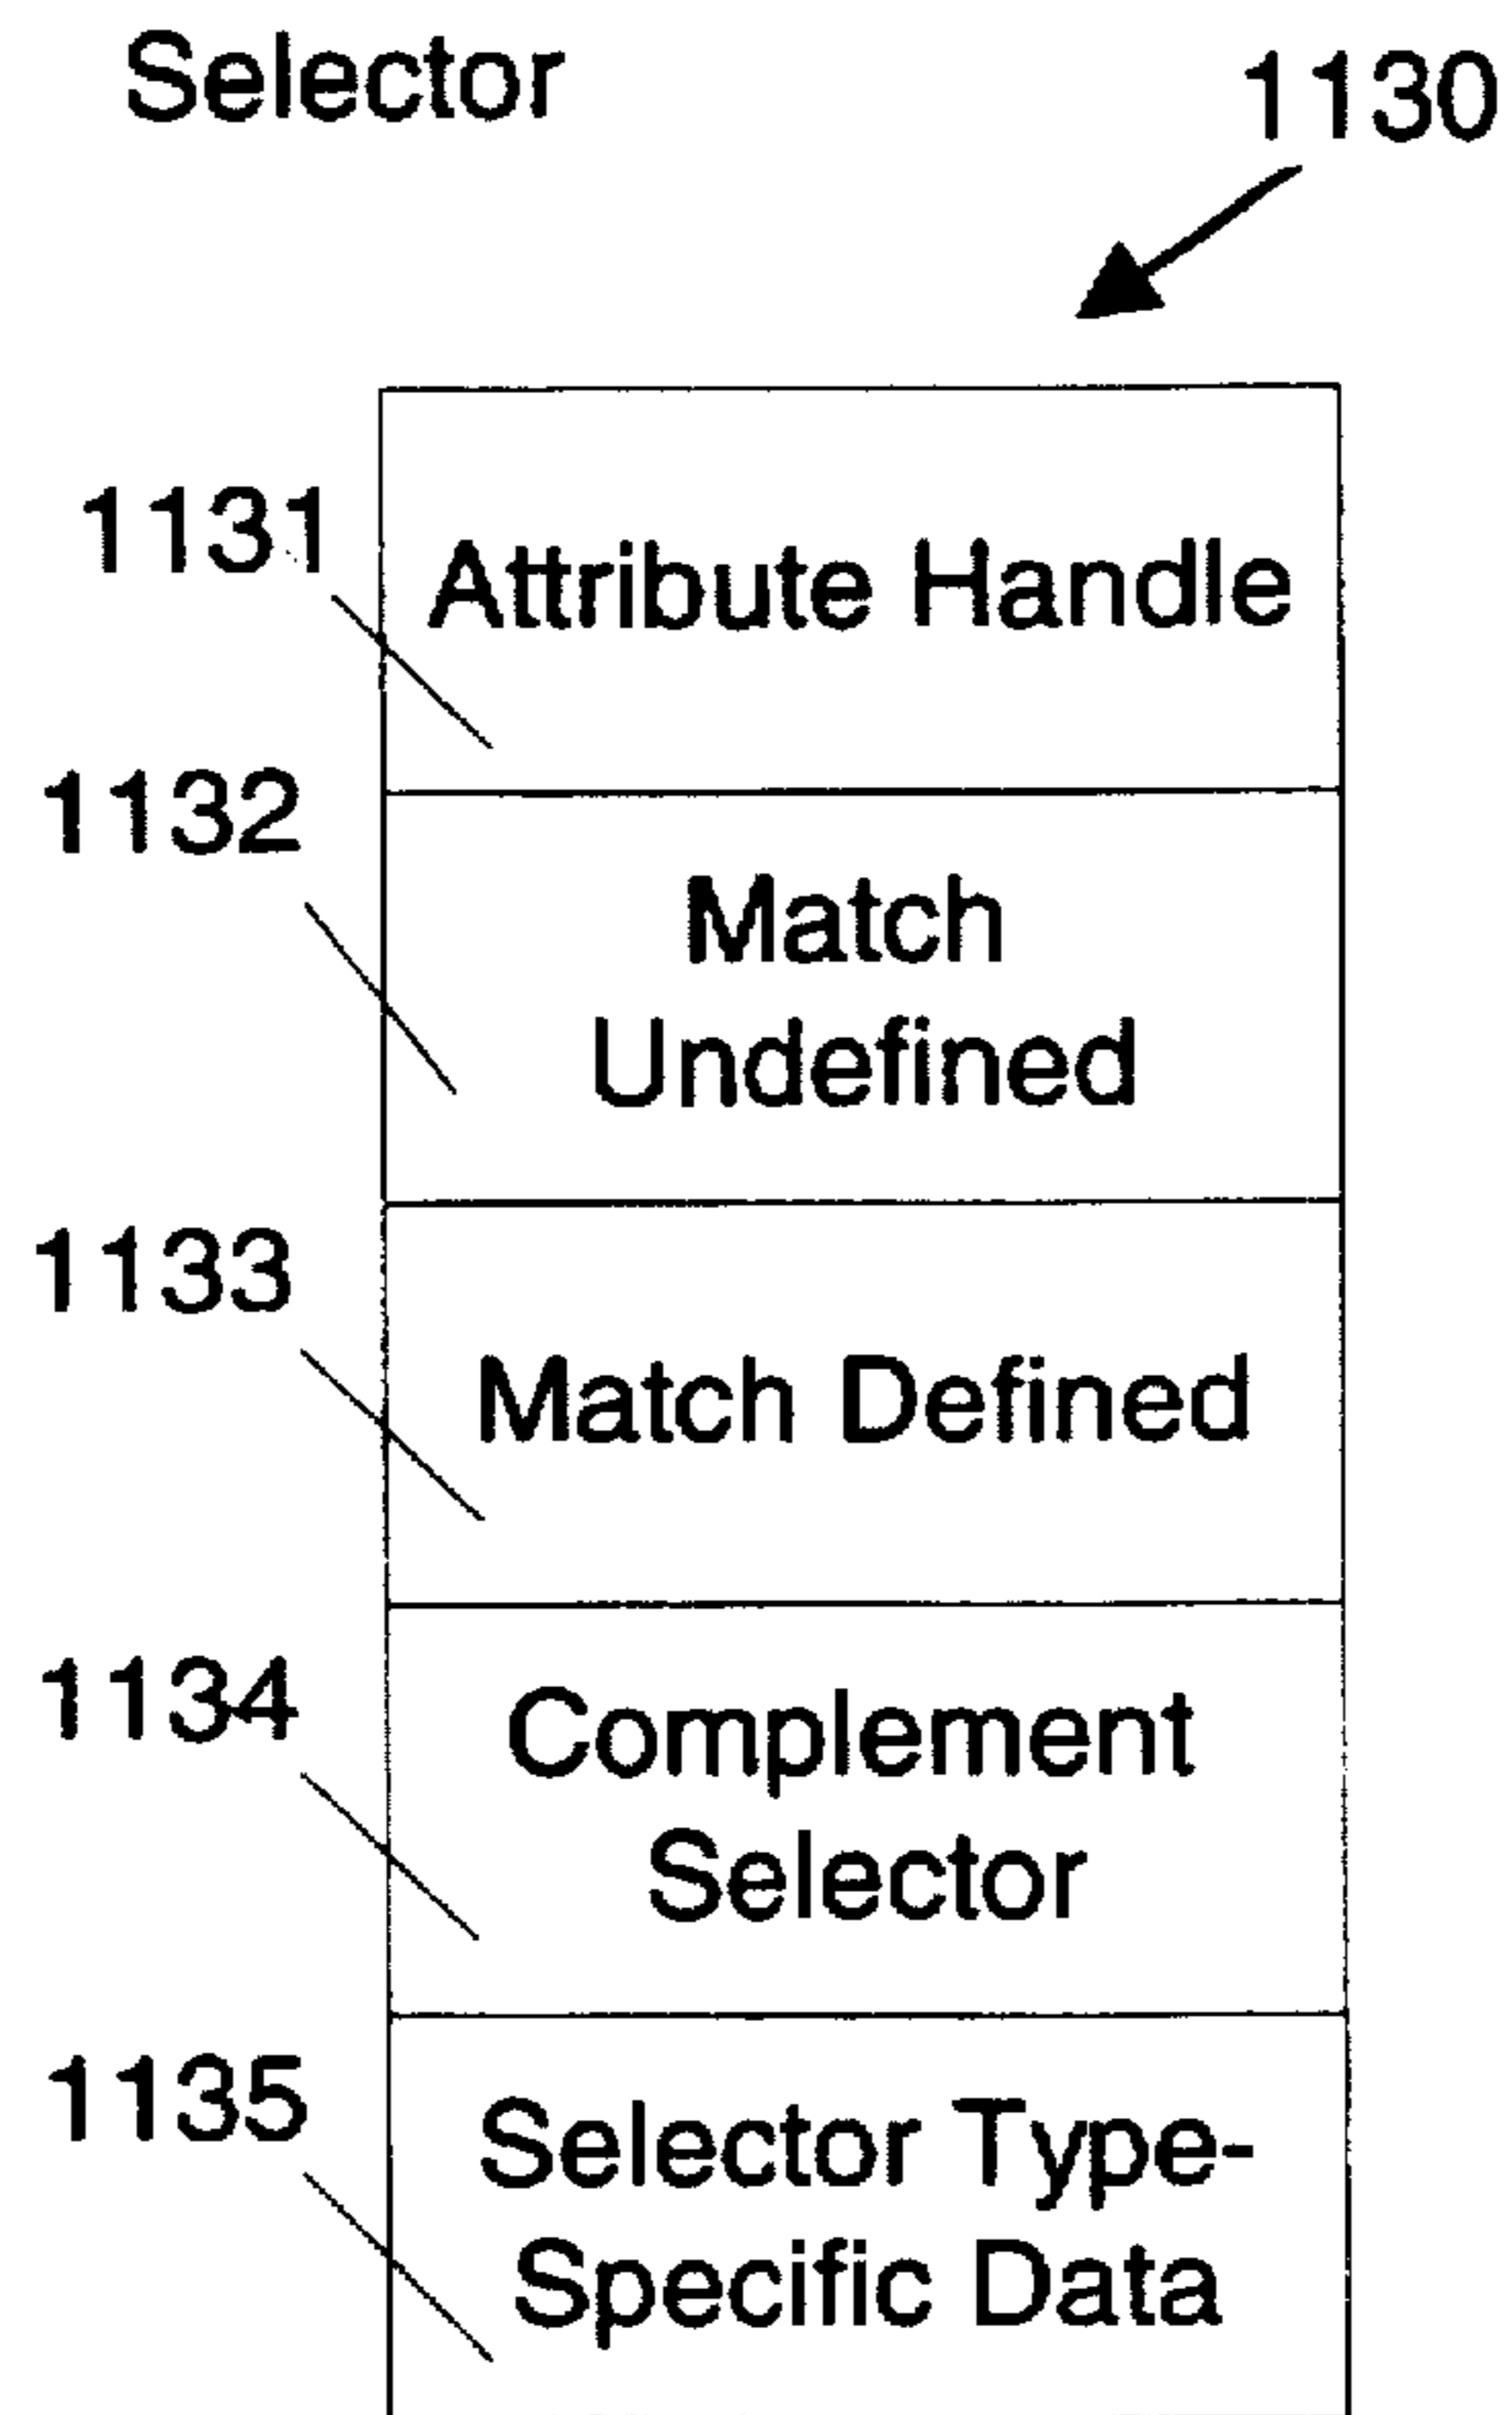 Selector
1130
1131
Attribute Handle
1132
Match
Undefined
1133
Match Defined
1134
Complement
Selector
1135
Selector Type-
Specific Data